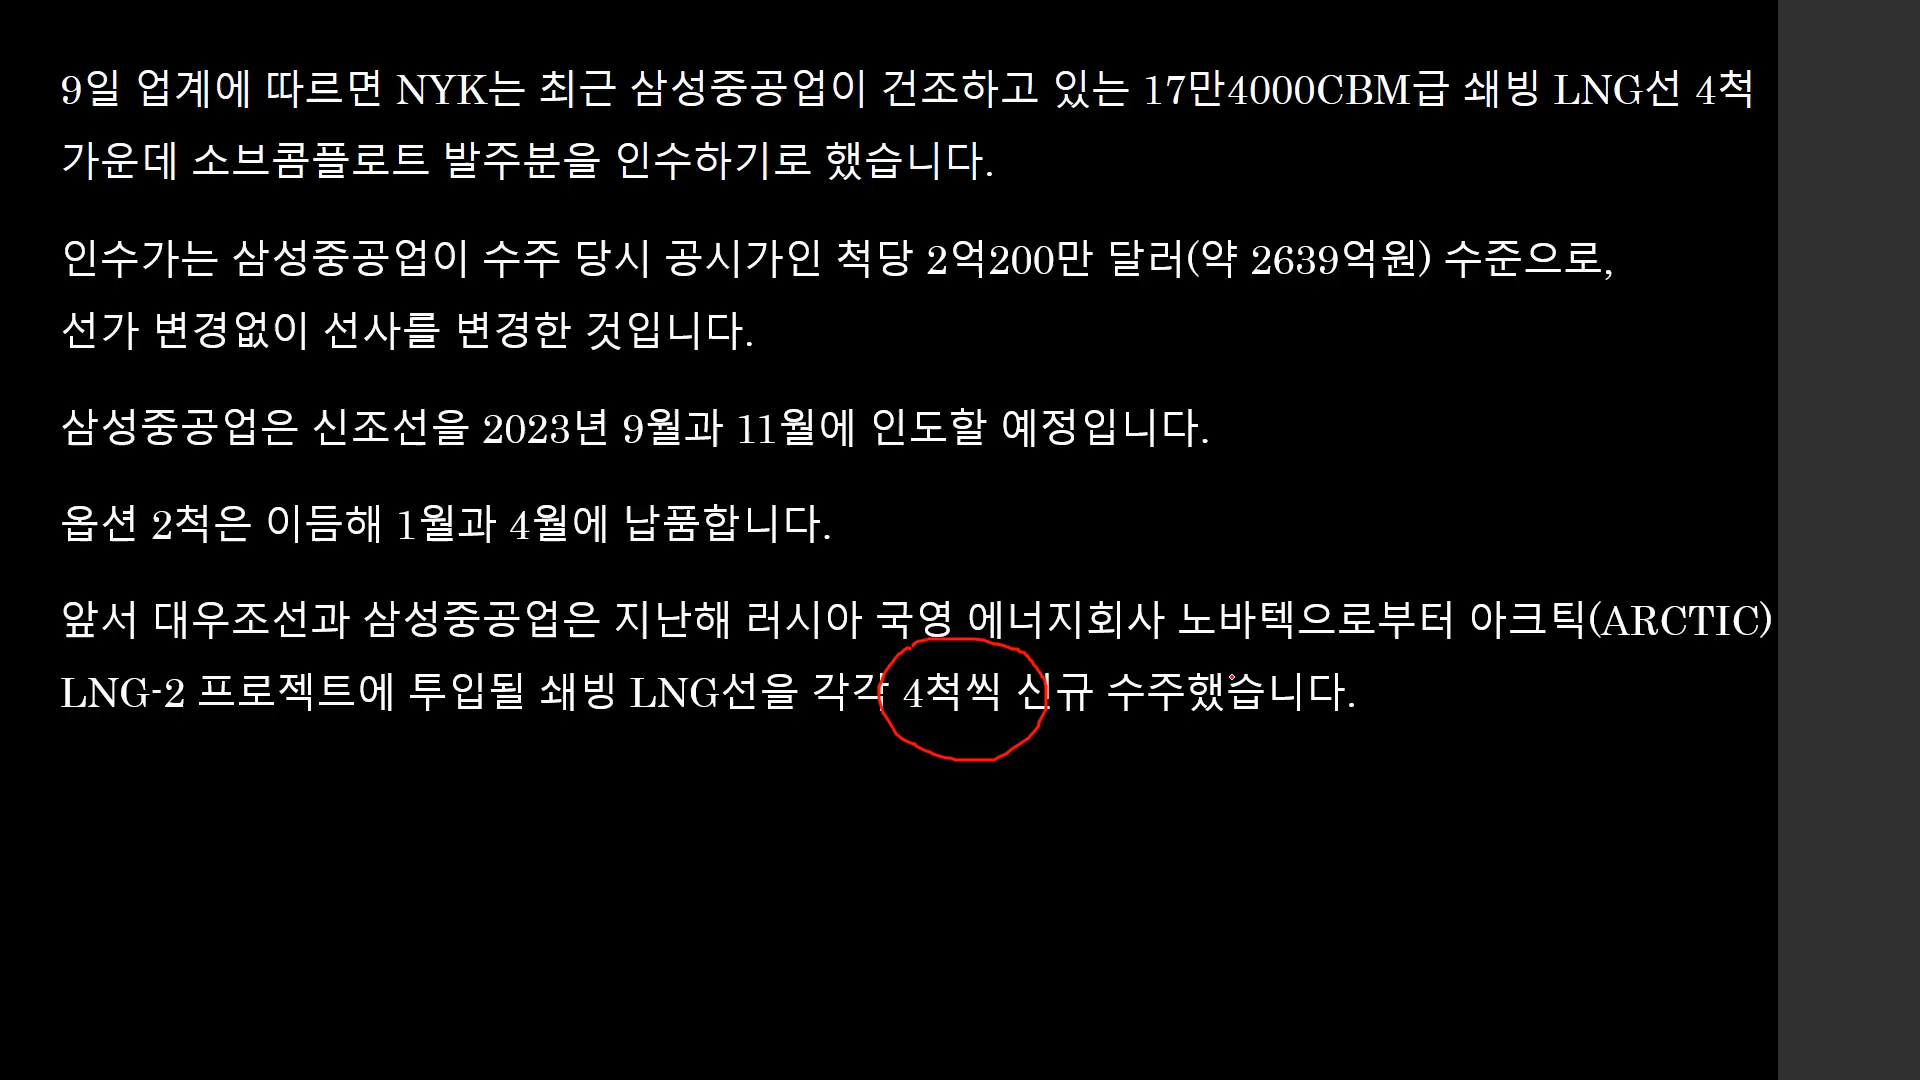 9일 업계에 따르면 NYK는 최근 삼성중공업이 건조하고 있는 17만4000CBM급 쇄빙 LNG선 4척
가운데 소브콤플로트 발주분을 인수하기로 했습니다.
인수가는 삼성중공업이 수주 당시 공시가인 척당 2억200만 달러(약 2639억원) 수준으로,
선가 변경없이 선사를 변경한 것입니다.
삼성중공업은 신조선을 2023년 9월과 11월에 인도할 예정입니다.
옵션 2척은 이듬해 1월과 4월에 납품합니다.
앞서 대우조선과 삼성중공업은 지난해 러시아 국영 에너지회사 노바텍으로부터 아크틱(ARCTIC)
LNG-2 프로젝트에 투입될 쇄빙 LNG선을 각각 4척씩 신규 수주했습니다.